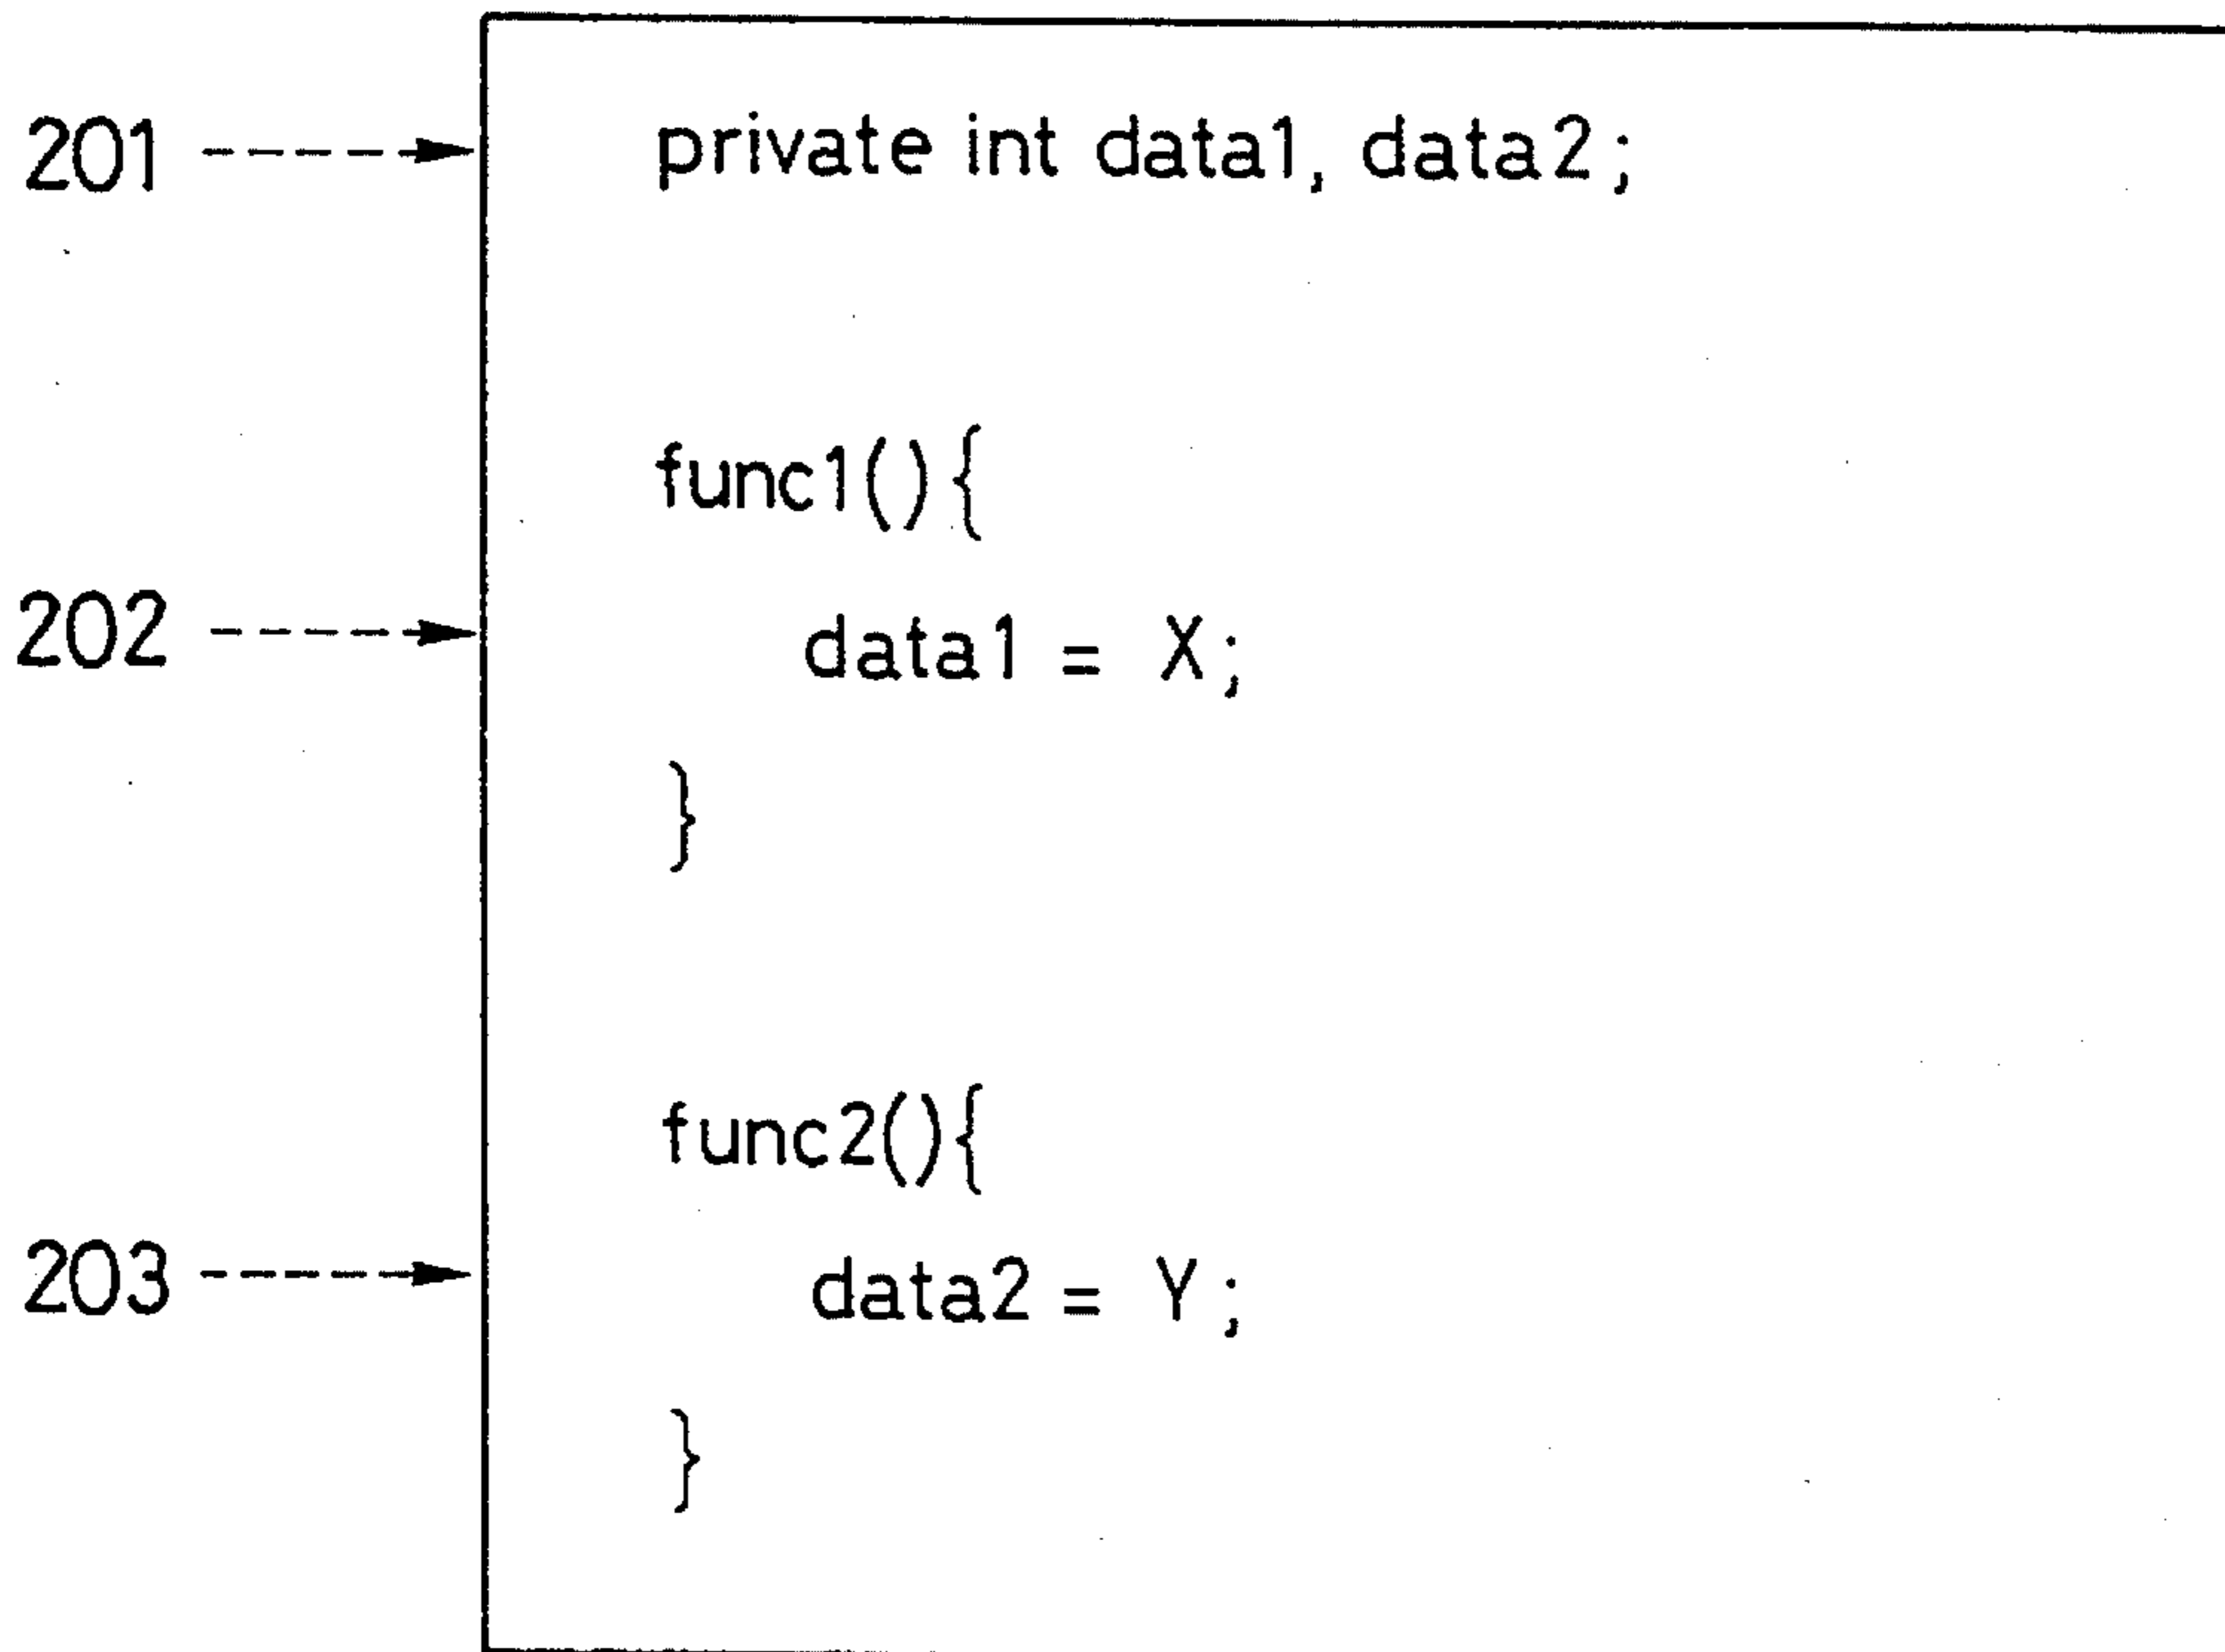 201 private int data1, data2;
func1(){
202 data1 = X;
}
func2(){
203 data2 = Y;
}